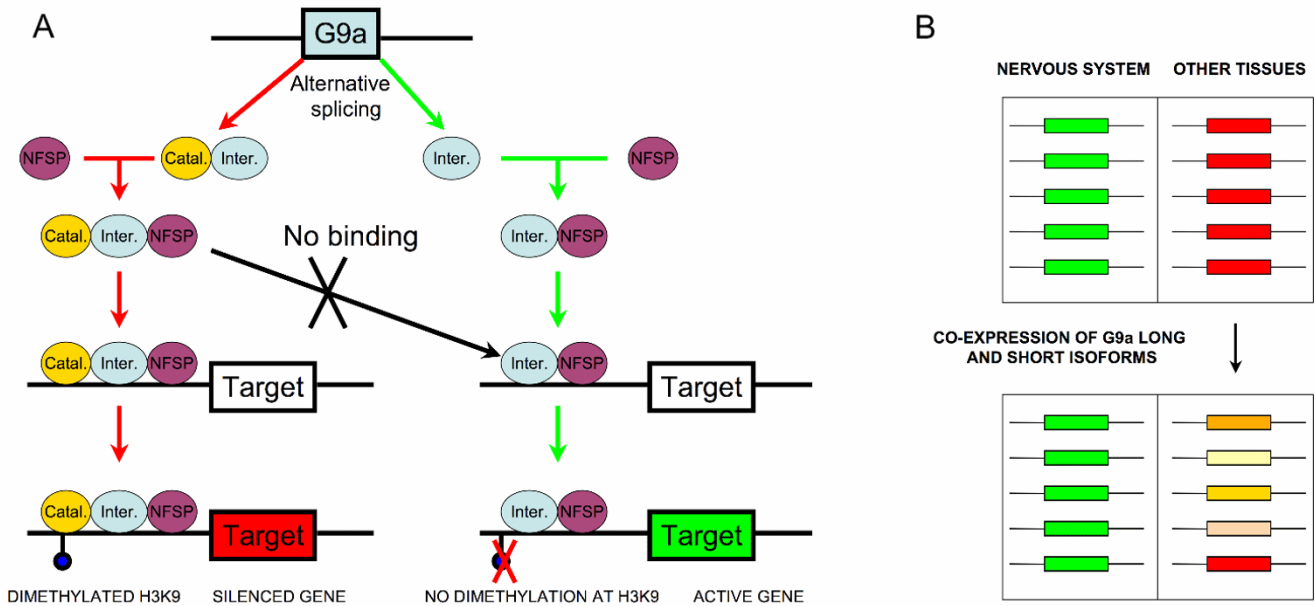 A
G9a
Alternative
splicing
NFSP
Catal. Inter.
Inter.
NFSP
Catal. Inter. NFSP
No binding
Inter. NFSP
Catal. Inter. NFSP
Target
Inter. NFSP
Target
Catal. Inter. NFSP
Target
Inter. NFSP
Target
DIMETHYLATED H3K9
SILENCED GENE
NO DIMETHYLATION AT H3K9
ACTIVE GENE
B
NERVOUS SYSTEM
OTHER TISSUES
CO-EXPRESSION OF G9a LONG
AND SHORT ISOFORMS